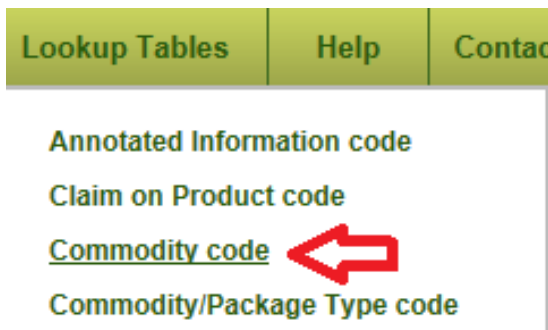 Lookup Tables Help Contac
Annotated Information code
Claim on Product code
Commodity code
Commodity/Package Type code